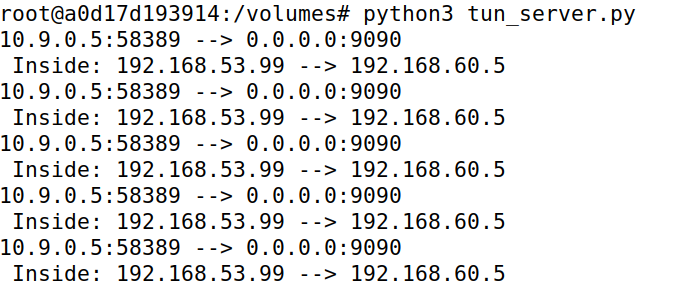 root@a0d17d193914:/volumes# python3 tun_server.py
10.9.0.5:58389 --> 0.0.0.0:9090
 Inside: 192.168.53.99 --> 192.168.60.5
10.9.0.5:58389 --> 0.0.0.0:9090
 Inside: 192.168.53.99 --> 192.168.60.5
10.9.0.5:58389 --> 0.0.0.0:9090
 Inside: 192.168.53.99 --> 192.168.60.5
10.9.0.5:58389 --> 0.0.0.0:9090
 Inside: 192.168.53.99 --> 192.168.60.5
10.9.0.5:58389 --> 0.0.0.0:9090
 Inside: 192.168.53.99 --> 192.168.60.5